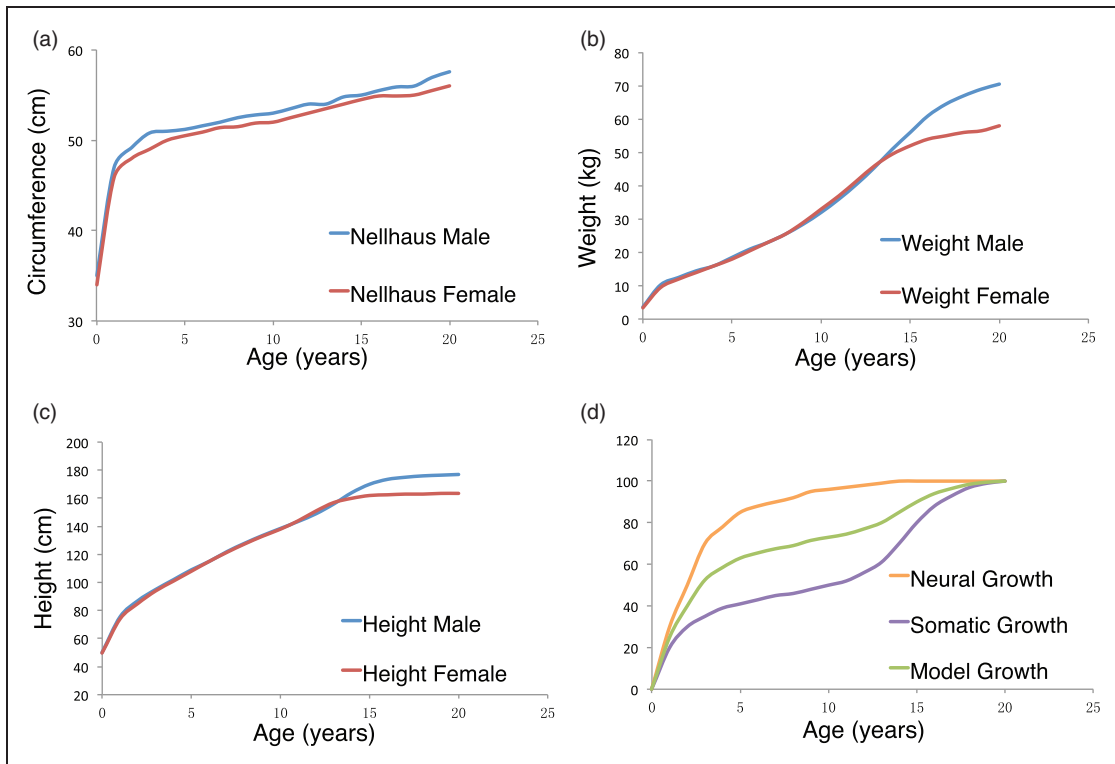 (a)
60
50
40
30
0
5
10
15
20
25
Circumference (cm)
Age (years)
Nellhaus Male
Nellhaus Female
(b)
80
70
60
50
40
30
20
10
0
0
5
10
15
20
25
Weight (kg)
Age (years)
Weight Male
Weight Female
(c)
200
180
160
140
120
100
80
60
40
20
0
5
10
15
20
25
Height (cm)
Age (years)
Height Male
Height Female
(d)
120
100
80
60
40
20
0
0
5
10
15
20
25
Age (years)
Neural Growth
Somatic Growth
Model Growth